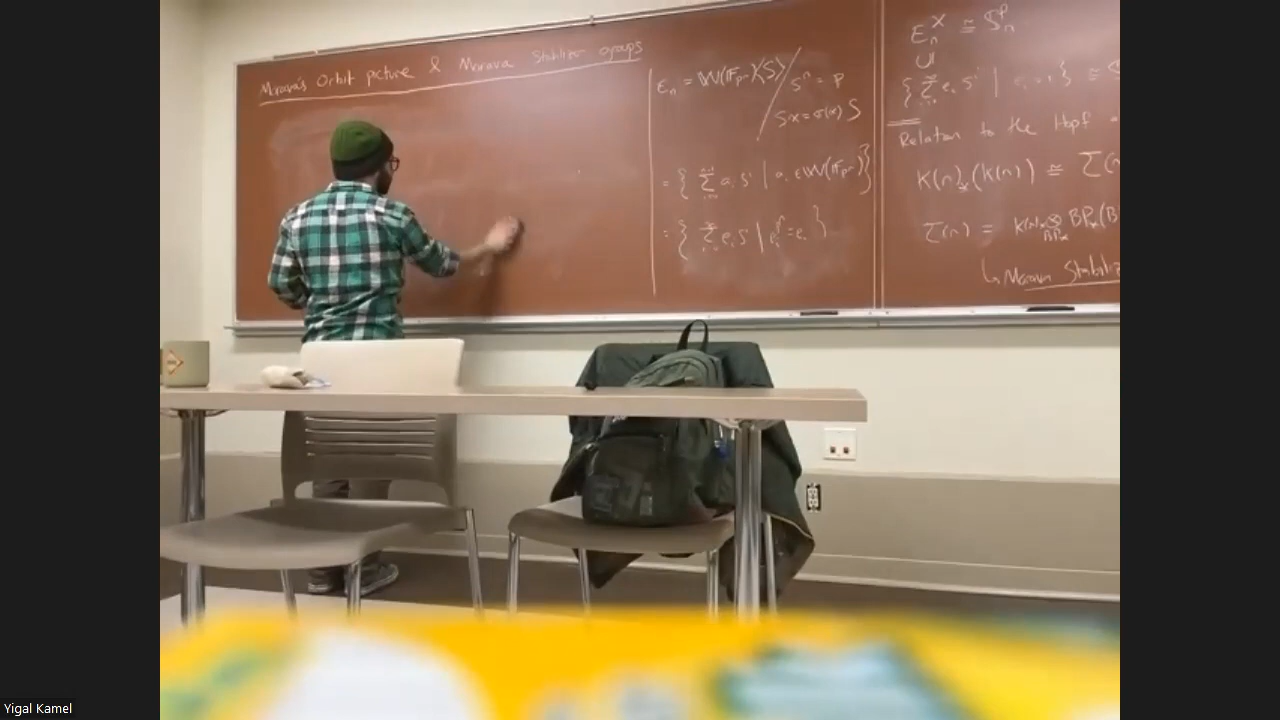 Morava's Orbit picture & Morava Stabilizer groups
E_n = W(F_{p^n})⟨S⟩ / S^n = p
Sx = σ(x) S
= { Σ a_i S^i | a_i ∈ W(F_{p^n}) }
= { Σ e_i S^i | e_i^{p^n} = e_i }
E_n^× ≅ S_n^p
UI
{ Σ e_i S^i | e_0 = 1 } ≅
Relation to the Hopf
K(n)_*(K(n)) ≅ Σ(n
Σ(n) = K(n)_* ⊗_{BP_*} BP_*(B
↳ Morava Stabiliz
Yigal Kamel